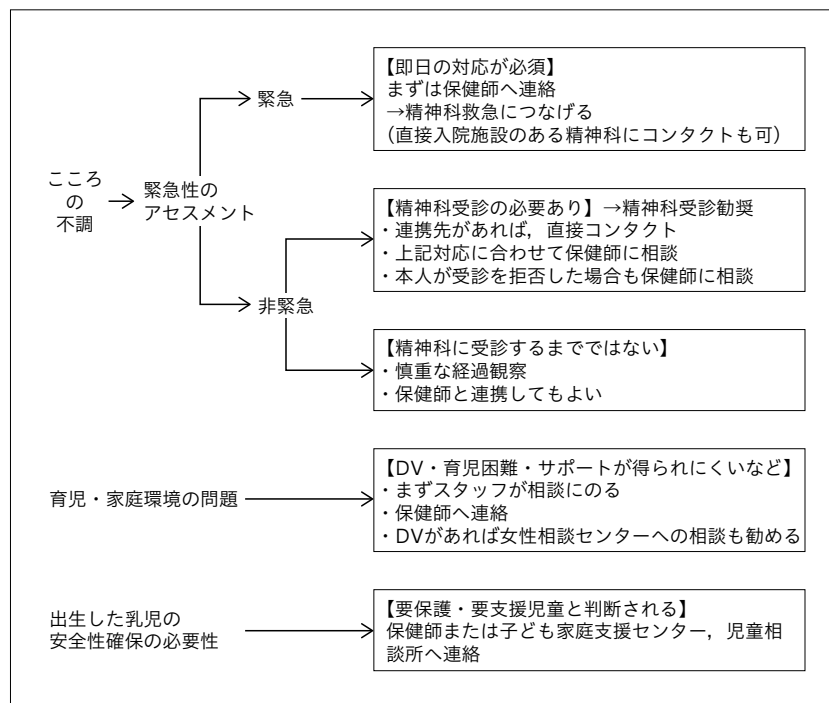 こころ
の
不調
緊急性の
アセスメント
緊急
【即日の対応が必須】
まずは保健師へ連絡
→精神科救急につなげる
（直接入院施設のある精神科にコンタクトも可）
非緊急
【精神科受診の必要あり】→精神科受診勧奨
・連携先があれば，直接コンタクト
・上記対応に合わせて保健師に相談
・本人が受診を拒否した場合も保健師に相談
【精神科に受診するまでではない】
・慎重な経過観察
・保健師と連携してもよい
育児・家庭環境の問題
【DV・育児困難・サポートが得られにくいなど】
・まずスタッフが相談にのる
・保健師へ連絡
・DVがあれば女性相談センターへの相談も勧める
出生した乳児の
安全性確保の必要性
【要保護・要支援児童と判断される】
保健師または子ども家庭支援センター，児童相
談所へ連絡